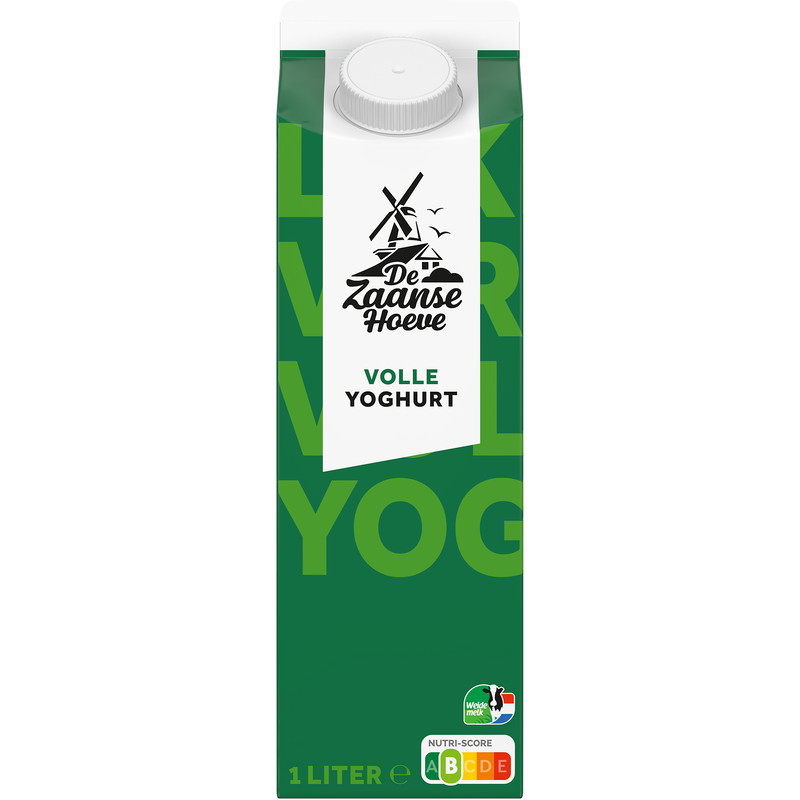 De
Zaanse
Hoeve
VOLLE
YOGHURT
YOG
Weide
melk
NUTRI-SCORE
A B C D E
1 LITER ℮